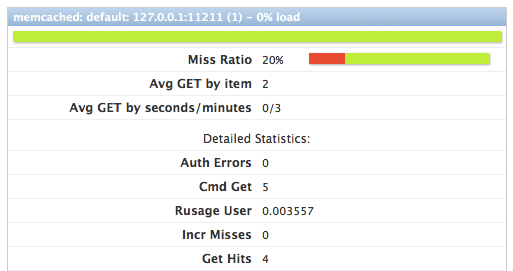 memcached: default: 127.0.0.1:11211 (1) - 0% load
Miss Ratio 20%
Avg GET by item 2
Avg GET by seconds/minutes 0/3
Detailed Statistics:
Auth Errors 0
Cmd Get 5
Rusage User 0.003557
Incr Misses 0
Get Hits 4